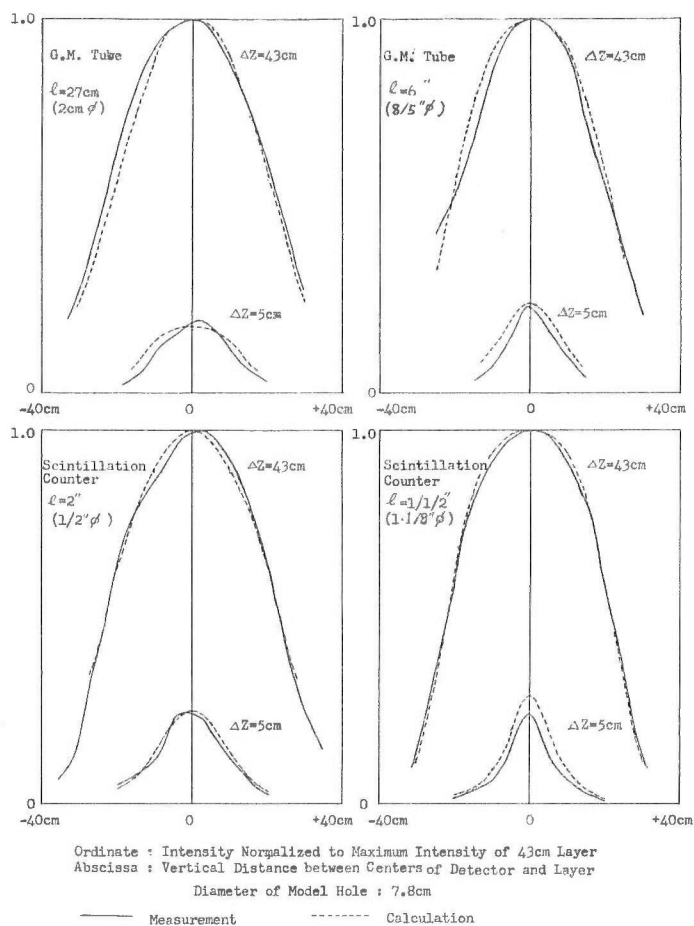 1.0
G.M. Tube
ℓ=27cm
(2cm φ)
ΔZ=43cm
ΔZ=5cm
0
-40cm 0 +40cm
1.0
G.M. Tube
ℓ=6"
(8/5"φ)
ΔZ=43cm
ΔZ=5cm
0
-40cm 0 +40cm
1.0
Scintillation
Counter
ℓ=2"
(1/2"φ)
ΔZ=43cm
ΔZ=5cm
0
-40cm 0 +40cm
1.0
Scintillation
Counter
ℓ=1/1/2"
(1·1/8"φ)
ΔZ=43cm
ΔZ=5cm
0
-40cm 0 +40cm
Ordinate : Intensity Normalized to Maximum Intensity of 43cm Layer
Abscissa : Vertical Distance between Centers of Detector and Layer
Diameter of Model Hole : 7.8cm
Measurement Calculation